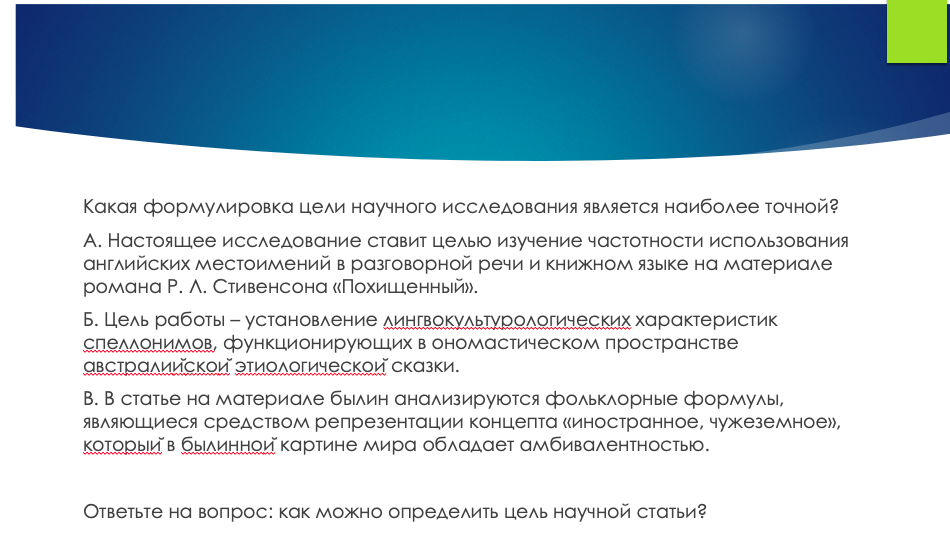 Какая формулировка цели научного исследования является наиболее точной?
А. Настоящее исследование ставит целью изучение частотности использования
английских местоимений в разговорной речи и книжном языке на материале
романа Р. Л. Стивенсона «Похищенный».
Б. Цель работы – установление лингвокультурологических характеристик
спеллонимов, функционирующих в ономастическом пространстве
австралийской этиологической сказки.
В. В статье на материале былин анализируются фольклорные формулы,
являющиеся средством репрезентации концепта «иностранное, чужеземное»,
который в былинной картине мира обладает амбивалентностью.
Ответьте на вопрос: как можно определить цель научной статьи?